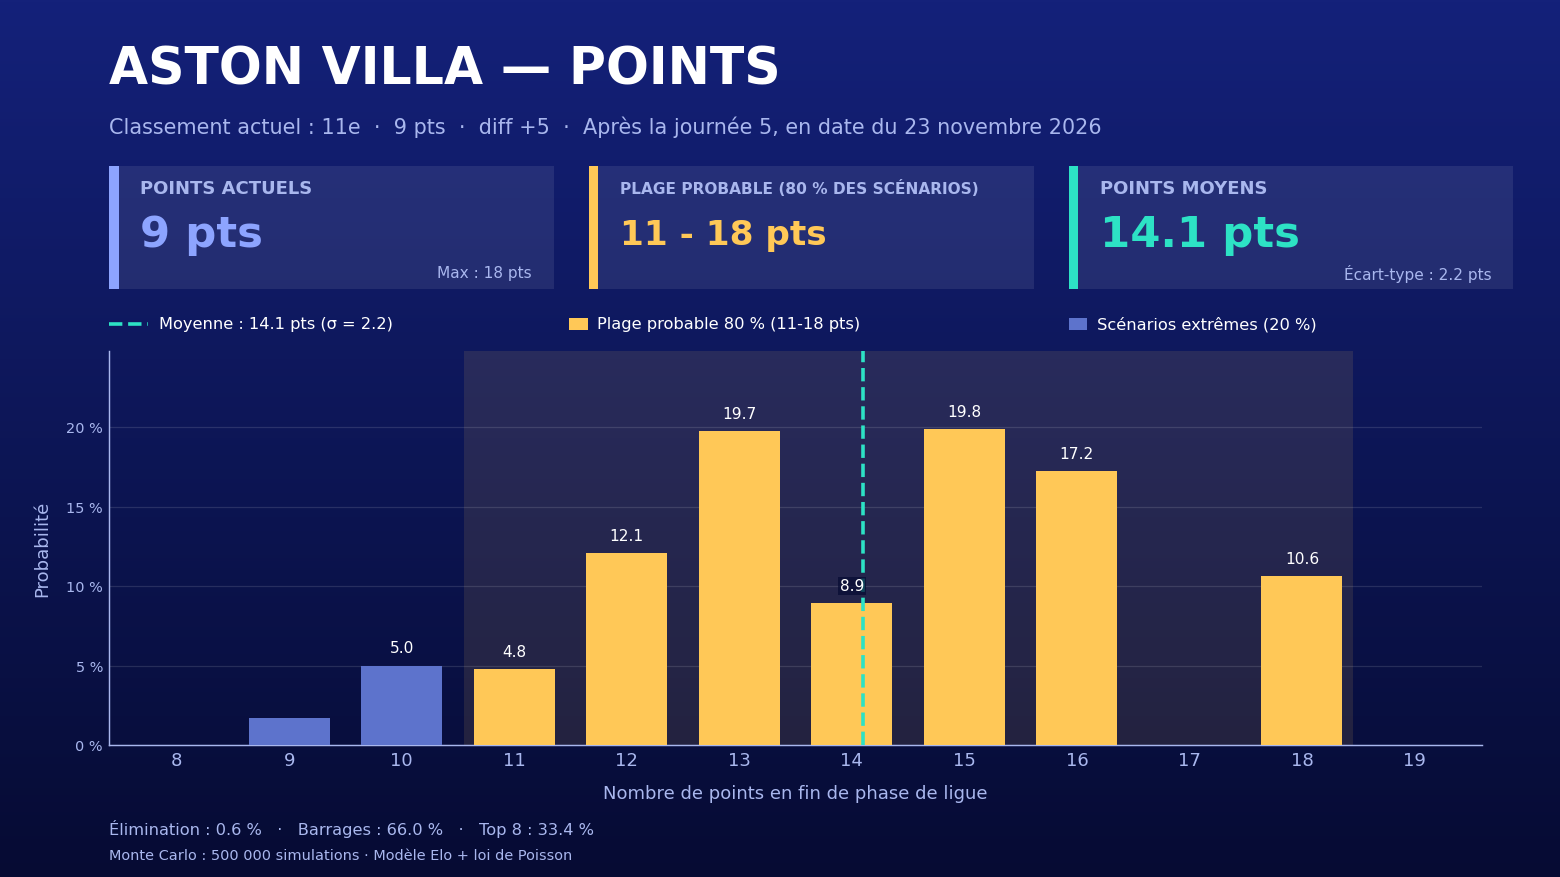 ASTON VILLA — POINTS
Classement actuel : 11e · 9 pts · diff +5 · Après la journée 5, en date du 23 novembre 2026
POINTS ACTUELS
9 pts
Max : 18 pts
PLAGE PROBABLE (80 % DES SCÉNARIOS)
11 - 18 pts
POINTS MOYENS
14.1 pts
Écart-type : 2.2 pts
Moyenne : 14.1 pts (σ = 2.2)
Plage probable 80 % (11-18 pts)
Scénarios extrêmes (20 %)
Probabilité
20 %
15 %
10 %
5 %
0 %
5.0
4.8
12.1
19.7
8.9
19.8
17.2
10.6
8 9 10 11 12 13 14 15 16 17 18 19
Nombre de points en fin de phase de ligue
Élimination : 0.6 % · Barrages : 66.0 % · Top 8 : 33.4 %
Monte Carlo : 500 000 simulations · Modèle Elo + loi de Poisson